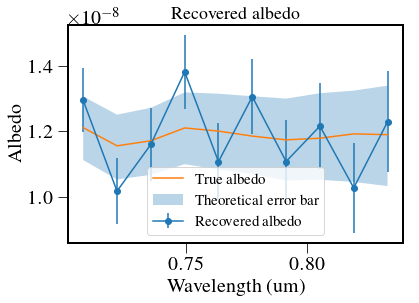 Recovered albedo
×10⁻⁸
1.4
1.2
1.0
Albedo
True albedo
Theoretical error bar
Recovered albedo
0.75
0.80
Wavelength (um)